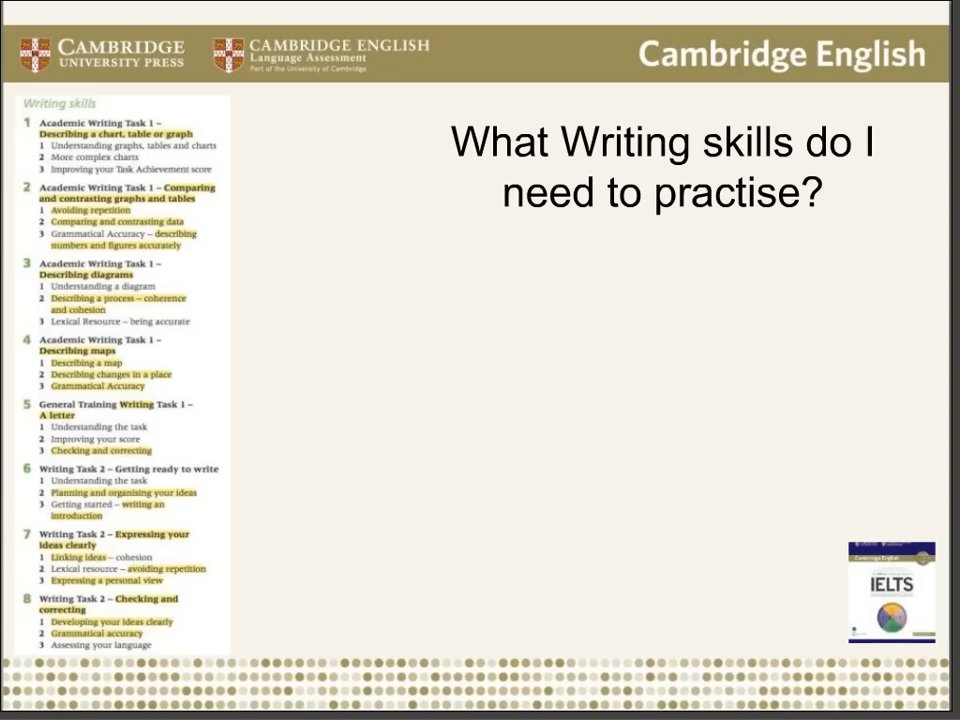 CAMBRIDGE
UNIVERSITY PRESS
CAMBRIDGE ENGLISH
Language Assessment
Part of the University of Cambridge
Cambridge English
Writing skills
1 Academic Writing Task 1 –
Describing a chart, table or graph
1 Understanding graphs, tables and charts
2 More complex charts
3 Improving your Task Achievement score
2 Academic Writing Task 1 – Comparing
and contrasting graphs and tables
1 Avoiding repetition
2 Comparing and contrasting data
3 Grammatical Accuracy – describing
numbers and figures accurately
3 Academic Writing Task 1 –
Describing diagrams
1 Understanding a diagram
2 Describing a process – coherence
and cohesion
3 Lexical Resource – being accurate
4 Academic Writing Task 1 –
Describing maps
1 Describing a map
2 Describing changes in a place
3 Grammatical Accuracy
5 General Training Writing Task 1 –
A letter
1 Understanding the task
2 Improving your score
3 Checking and correcting
6 Writing Task 2 – Getting ready to write
1 Understanding the task
2 Planning and organising your ideas
3 Getting started – writing an
introduction
7 Writing Task 2 – Expressing your
ideas clearly
1 Linking ideas – cohesion
2 Lexical resource – avoiding repetition
3 Expressing a personal view
8 Writing Task 2 – Checking and
correcting
1 Developing your ideas clearly
2 Grammatical accuracy
3 Assessing your language
What Writing skills do I
need to practise?
Cambridge English
IELTS